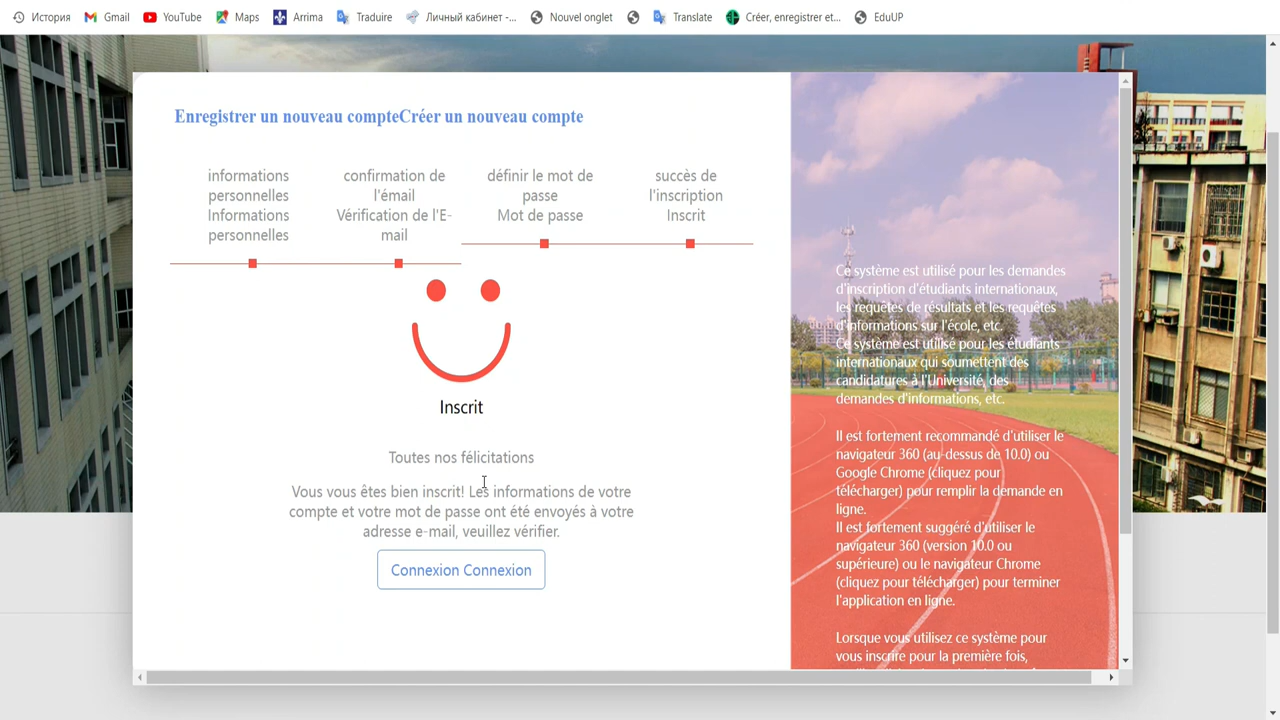 История
Gmail
YouTube
Maps
Arrima
Traduire
Личный кабинет -...
Nouvel onglet
Translate
Créer, enregistrer et...
EduUP
Enregistrer un nouveau compteCréer un nouveau compte
informations
personnelles
Informations
personnelles
confirmation de
l'émail
Vérification de l'E-
mail
définir le mot de
passe
Mot de passe
succès de
l'inscription
Inscrit
Inscrit
Toutes nos félicitations
Vous vous êtes bien inscrit! Les informations de votre
compte et votre mot de passe ont été envoyés à votre
adresse e-mail, veuillez vérifier.
Connexion Connexion
Ce système est utilisé pour les demandes
d'inscription d'étudiants internationaux,
les requêtes de résultats et les requêtes
d'informations sur l'école, etc.
Ce système est utilisé pour les étudiants
internationaux qui soumettent des
candidatures à l'Université, des
demandes d'informations, etc.
Il est fortement recommandé d'utiliser le
navigateur 360 (au-dessus de 10.0) ou
Google Chrome (cliquez pour
télécharger) pour remplir la demande en
ligne.
Il est fortement suggéré d'utiliser le
navigateur 360 (version 10.0 ou
supérieure) ou le navigateur Chrome
(cliquez pour télécharger) pour terminer
l'application en ligne.
Lorsque vous utilisez ce système pour
vous inscrire pour la première fois,